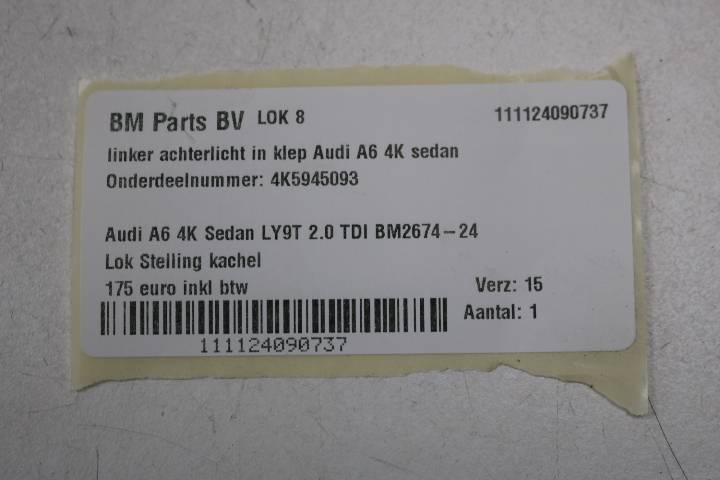 BM Parts BV LOK 8 111124090737
linker achterlicht in klep Audi A6 4K sedan
Onderdeelnummer: 4K5945093
Audi A6 4K Sedan LY9T 2.0 TDI BM2674-24
Lok Stelling kachel
175 euro inkl btw Verz: 15
Aantal: 1
111124090737